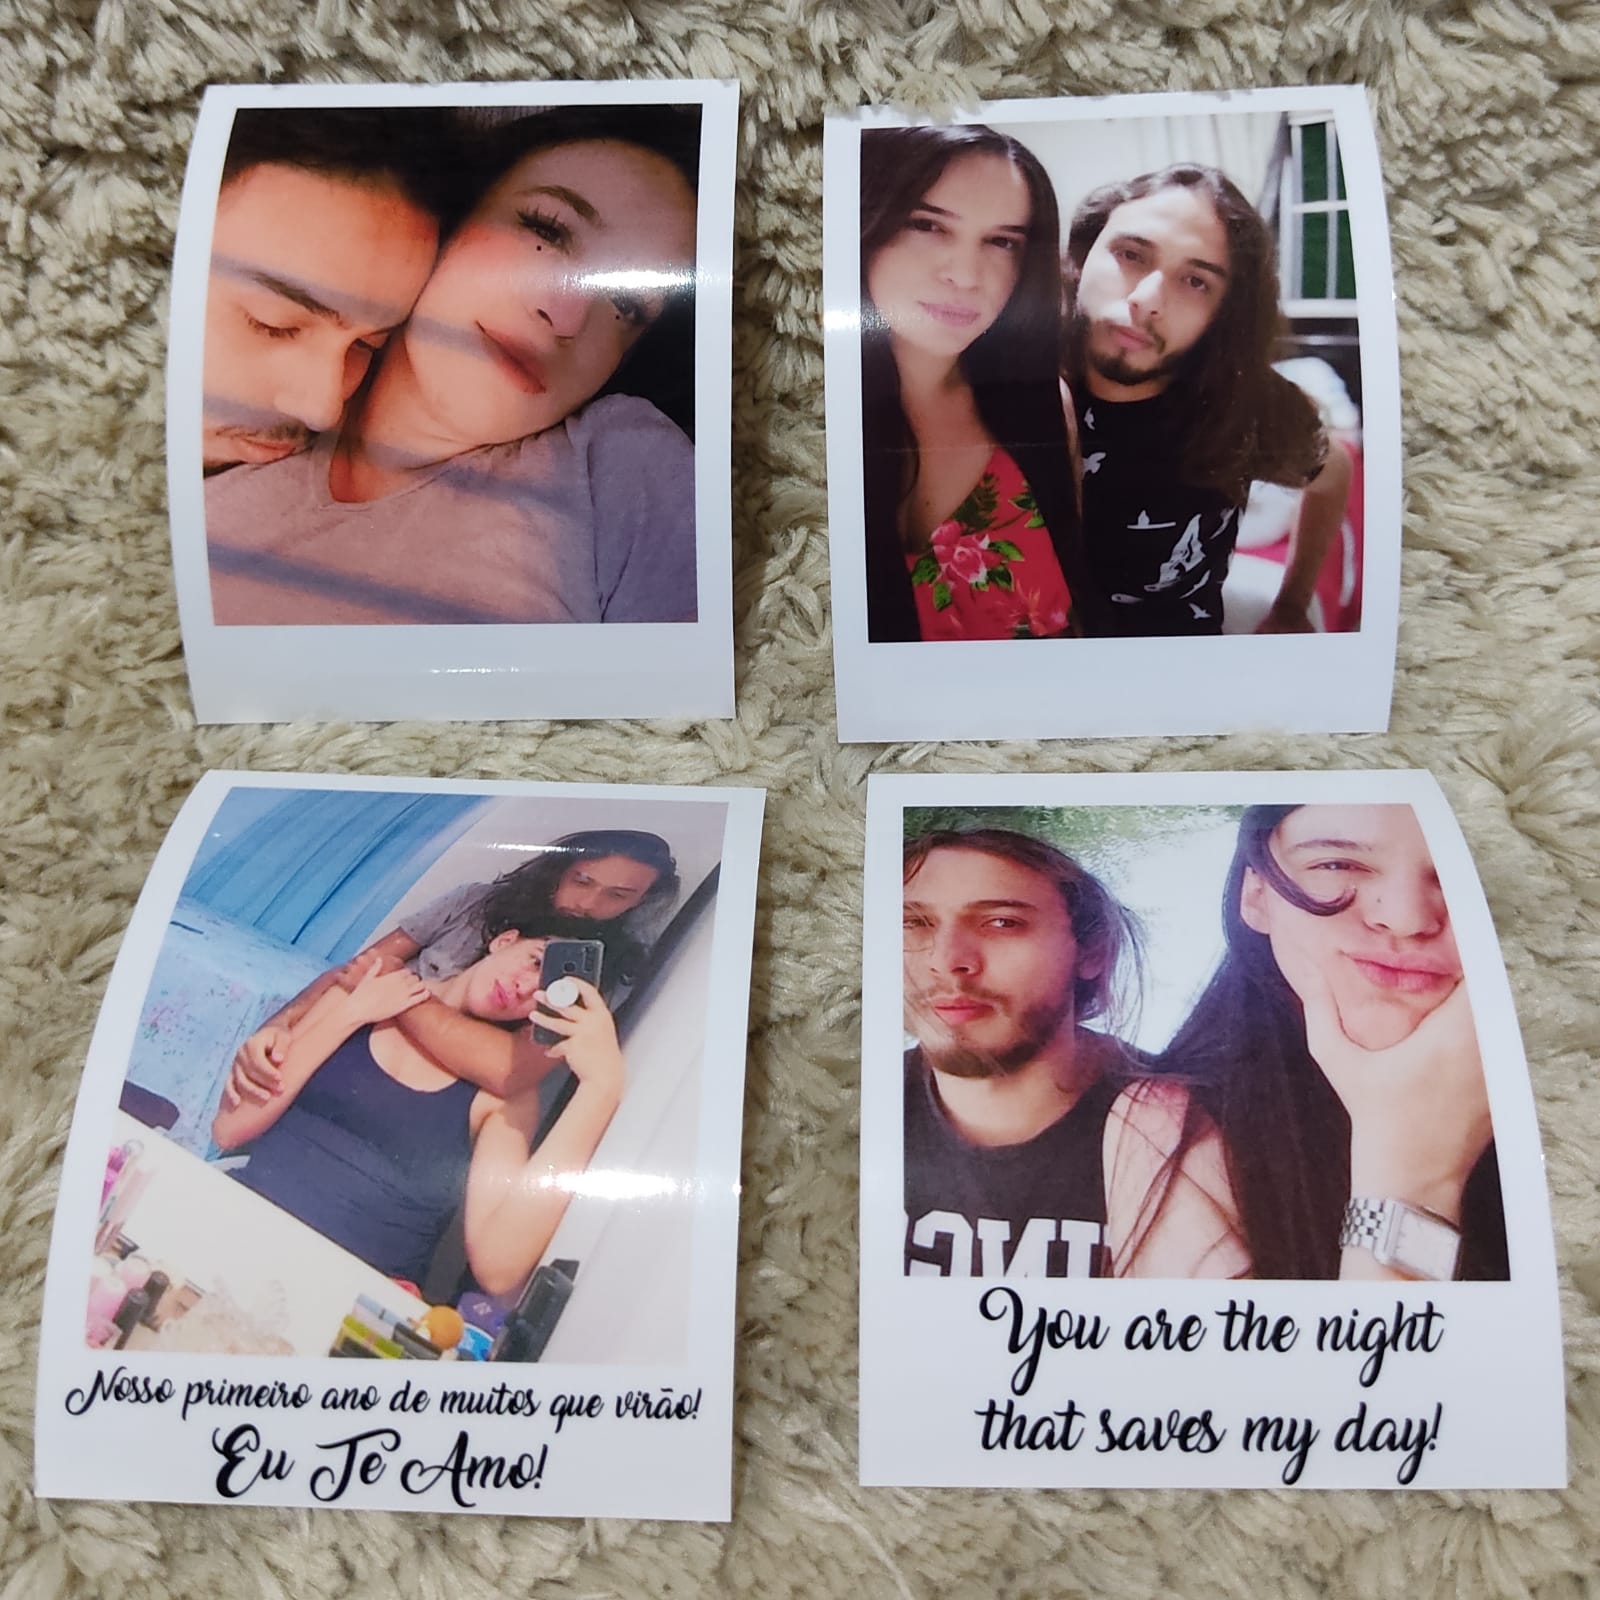 Nosso primeiro ano de muitos que virão!
Eu Te Amo!
You are the night
that saves my day!